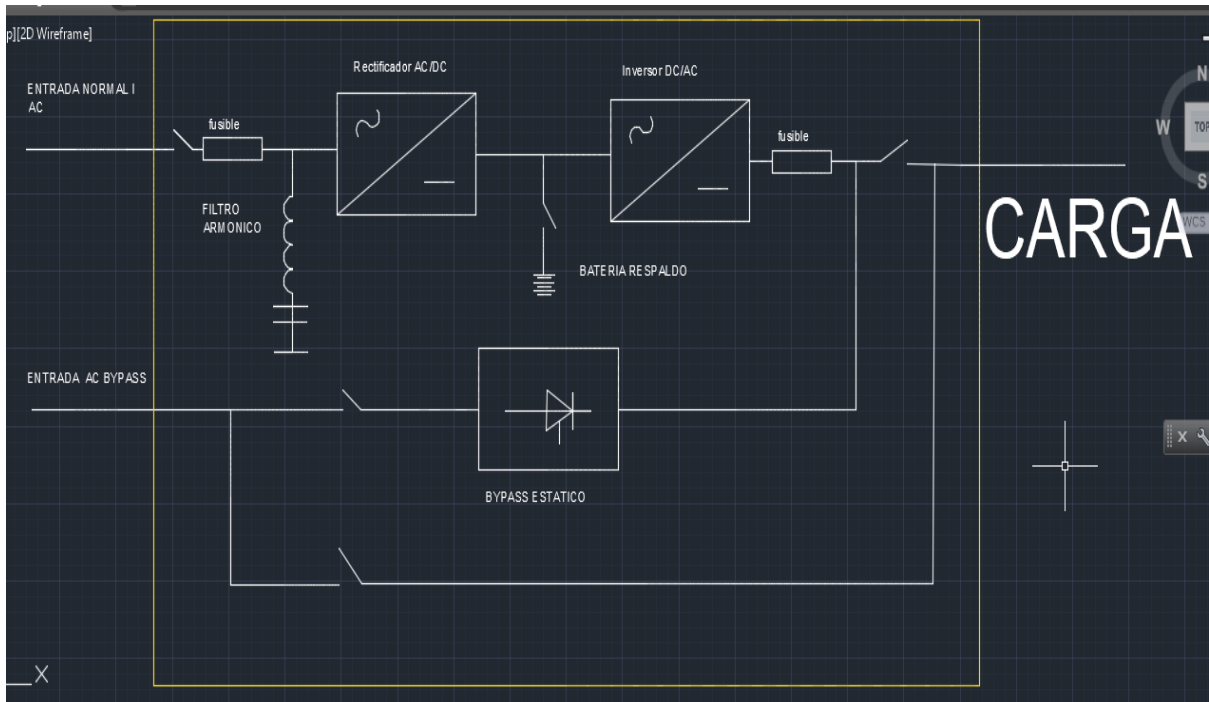 p][2D Wireframe]
Rectificador AC/DC
Inversor DC/AC
ENTRADA NORMAL I
AC
fusible
fusible
FILTRO
ARMONICO
BATERIA RESPALDO
CARGA
N
W
TOP
S
WCS
ENTRADA AC BYPASS
BYPASS ESTATICO
X